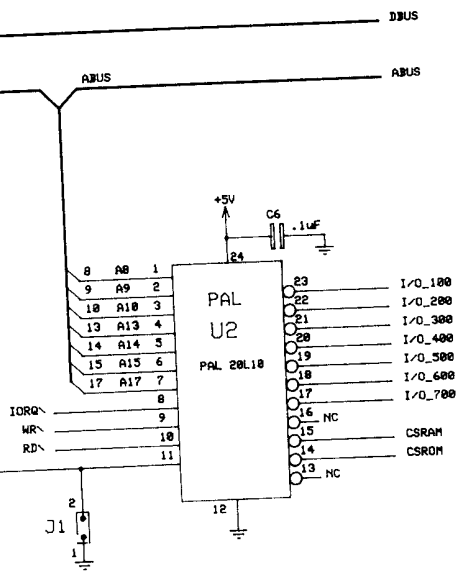 DBUS
ABUS ABUS
+5V
C6
.1uF
24
8 A8 1
9 A9 2
10 A10 3
13 A13 4
14 A14 5
15 A15 6
17 A17 7
IORQ\ 8
WR\ 9
RD\ 10
11
PAL
U2
PAL 20L10
23 I/O_100
22 I/O_200
21 I/O_300
20 I/O_400
19 I/O_500
18 I/O_600
17 I/O_700
16 NC
15 CSRAM
14 CSROM
13 NC
12
2
J1
1